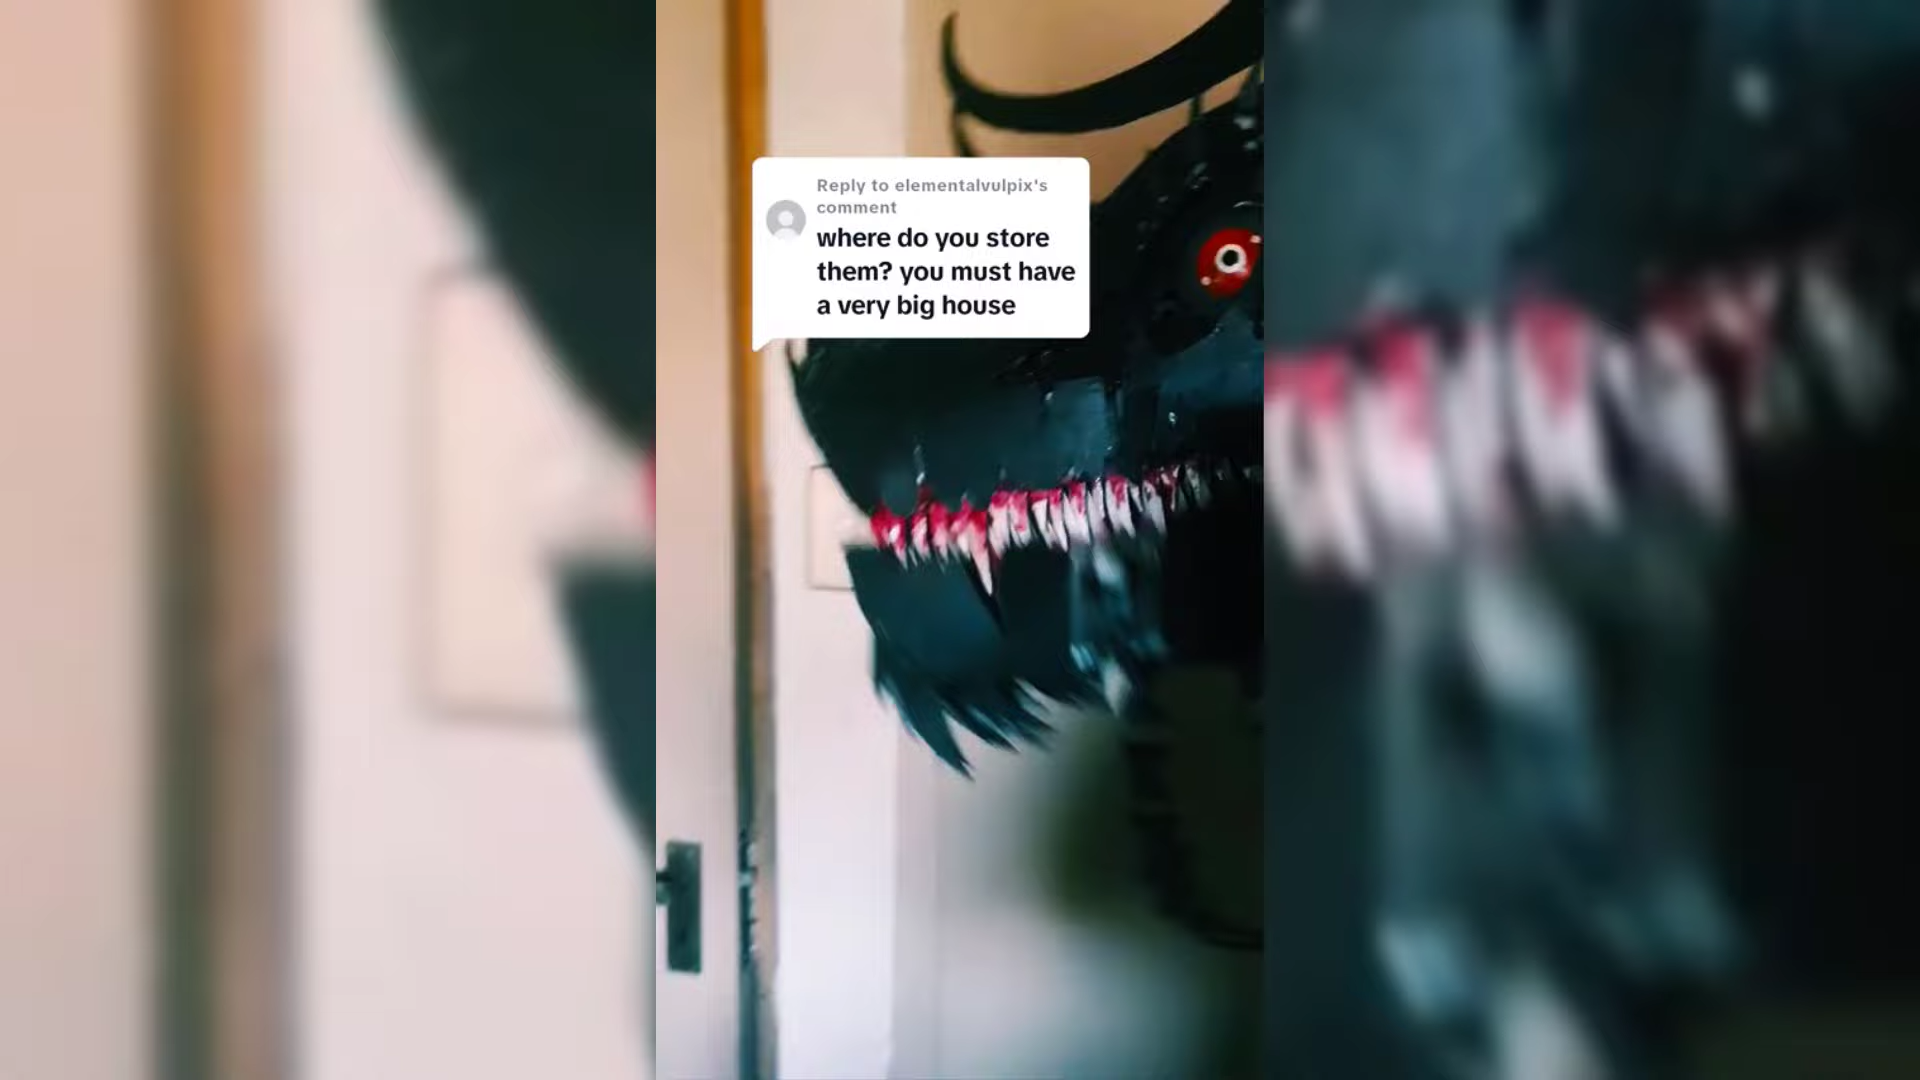 Reply to elementalvulpix's
comment
where do you store
them? you must have
a very big house